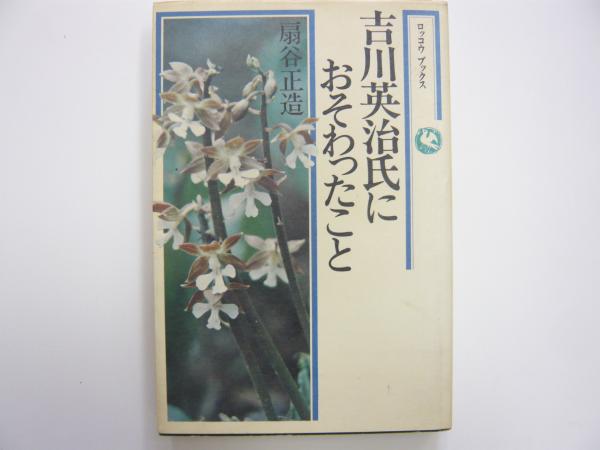 ロッコウ ブックス
吉川英治氏に
おそわったこと
扇谷正造